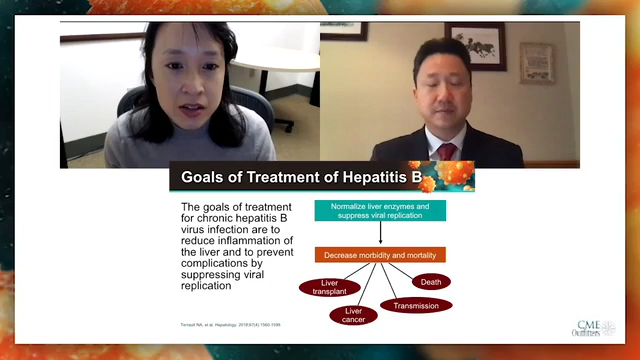 Goals of Treatment of Hepatitis B
The goals of treatment
for chronic hepatitis B
virus infection are to
reduce inflammation of
the liver and to prevent
complications by
suppressing viral
replication
Normalize liver enzymes and
suppress viral replication
Decrease morbidity and mortality
Liver
transplant
Liver
cancer
Transmission
Death
CME
Outfitters